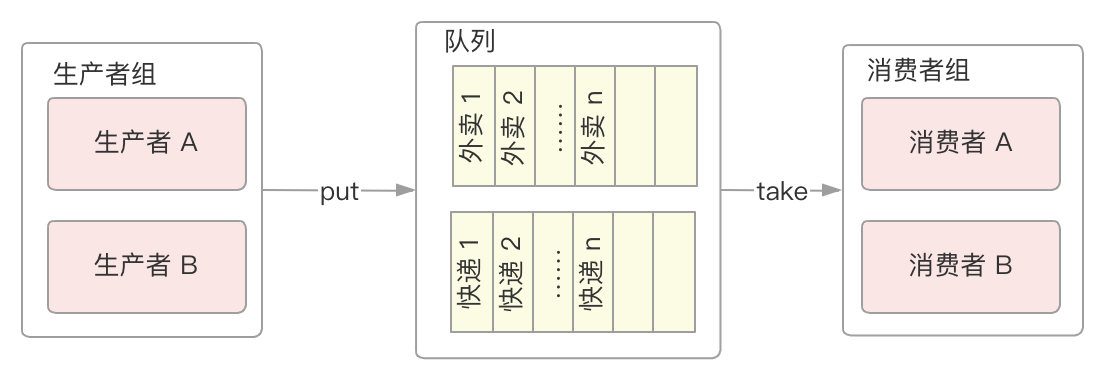 生产者组
生产者 A
生产者 B
put
队列
外卖 1
外卖 2
……
外卖 n
快递 1
快递 2
……
快递 n
take
消费者组
消费者 A
消费者 B